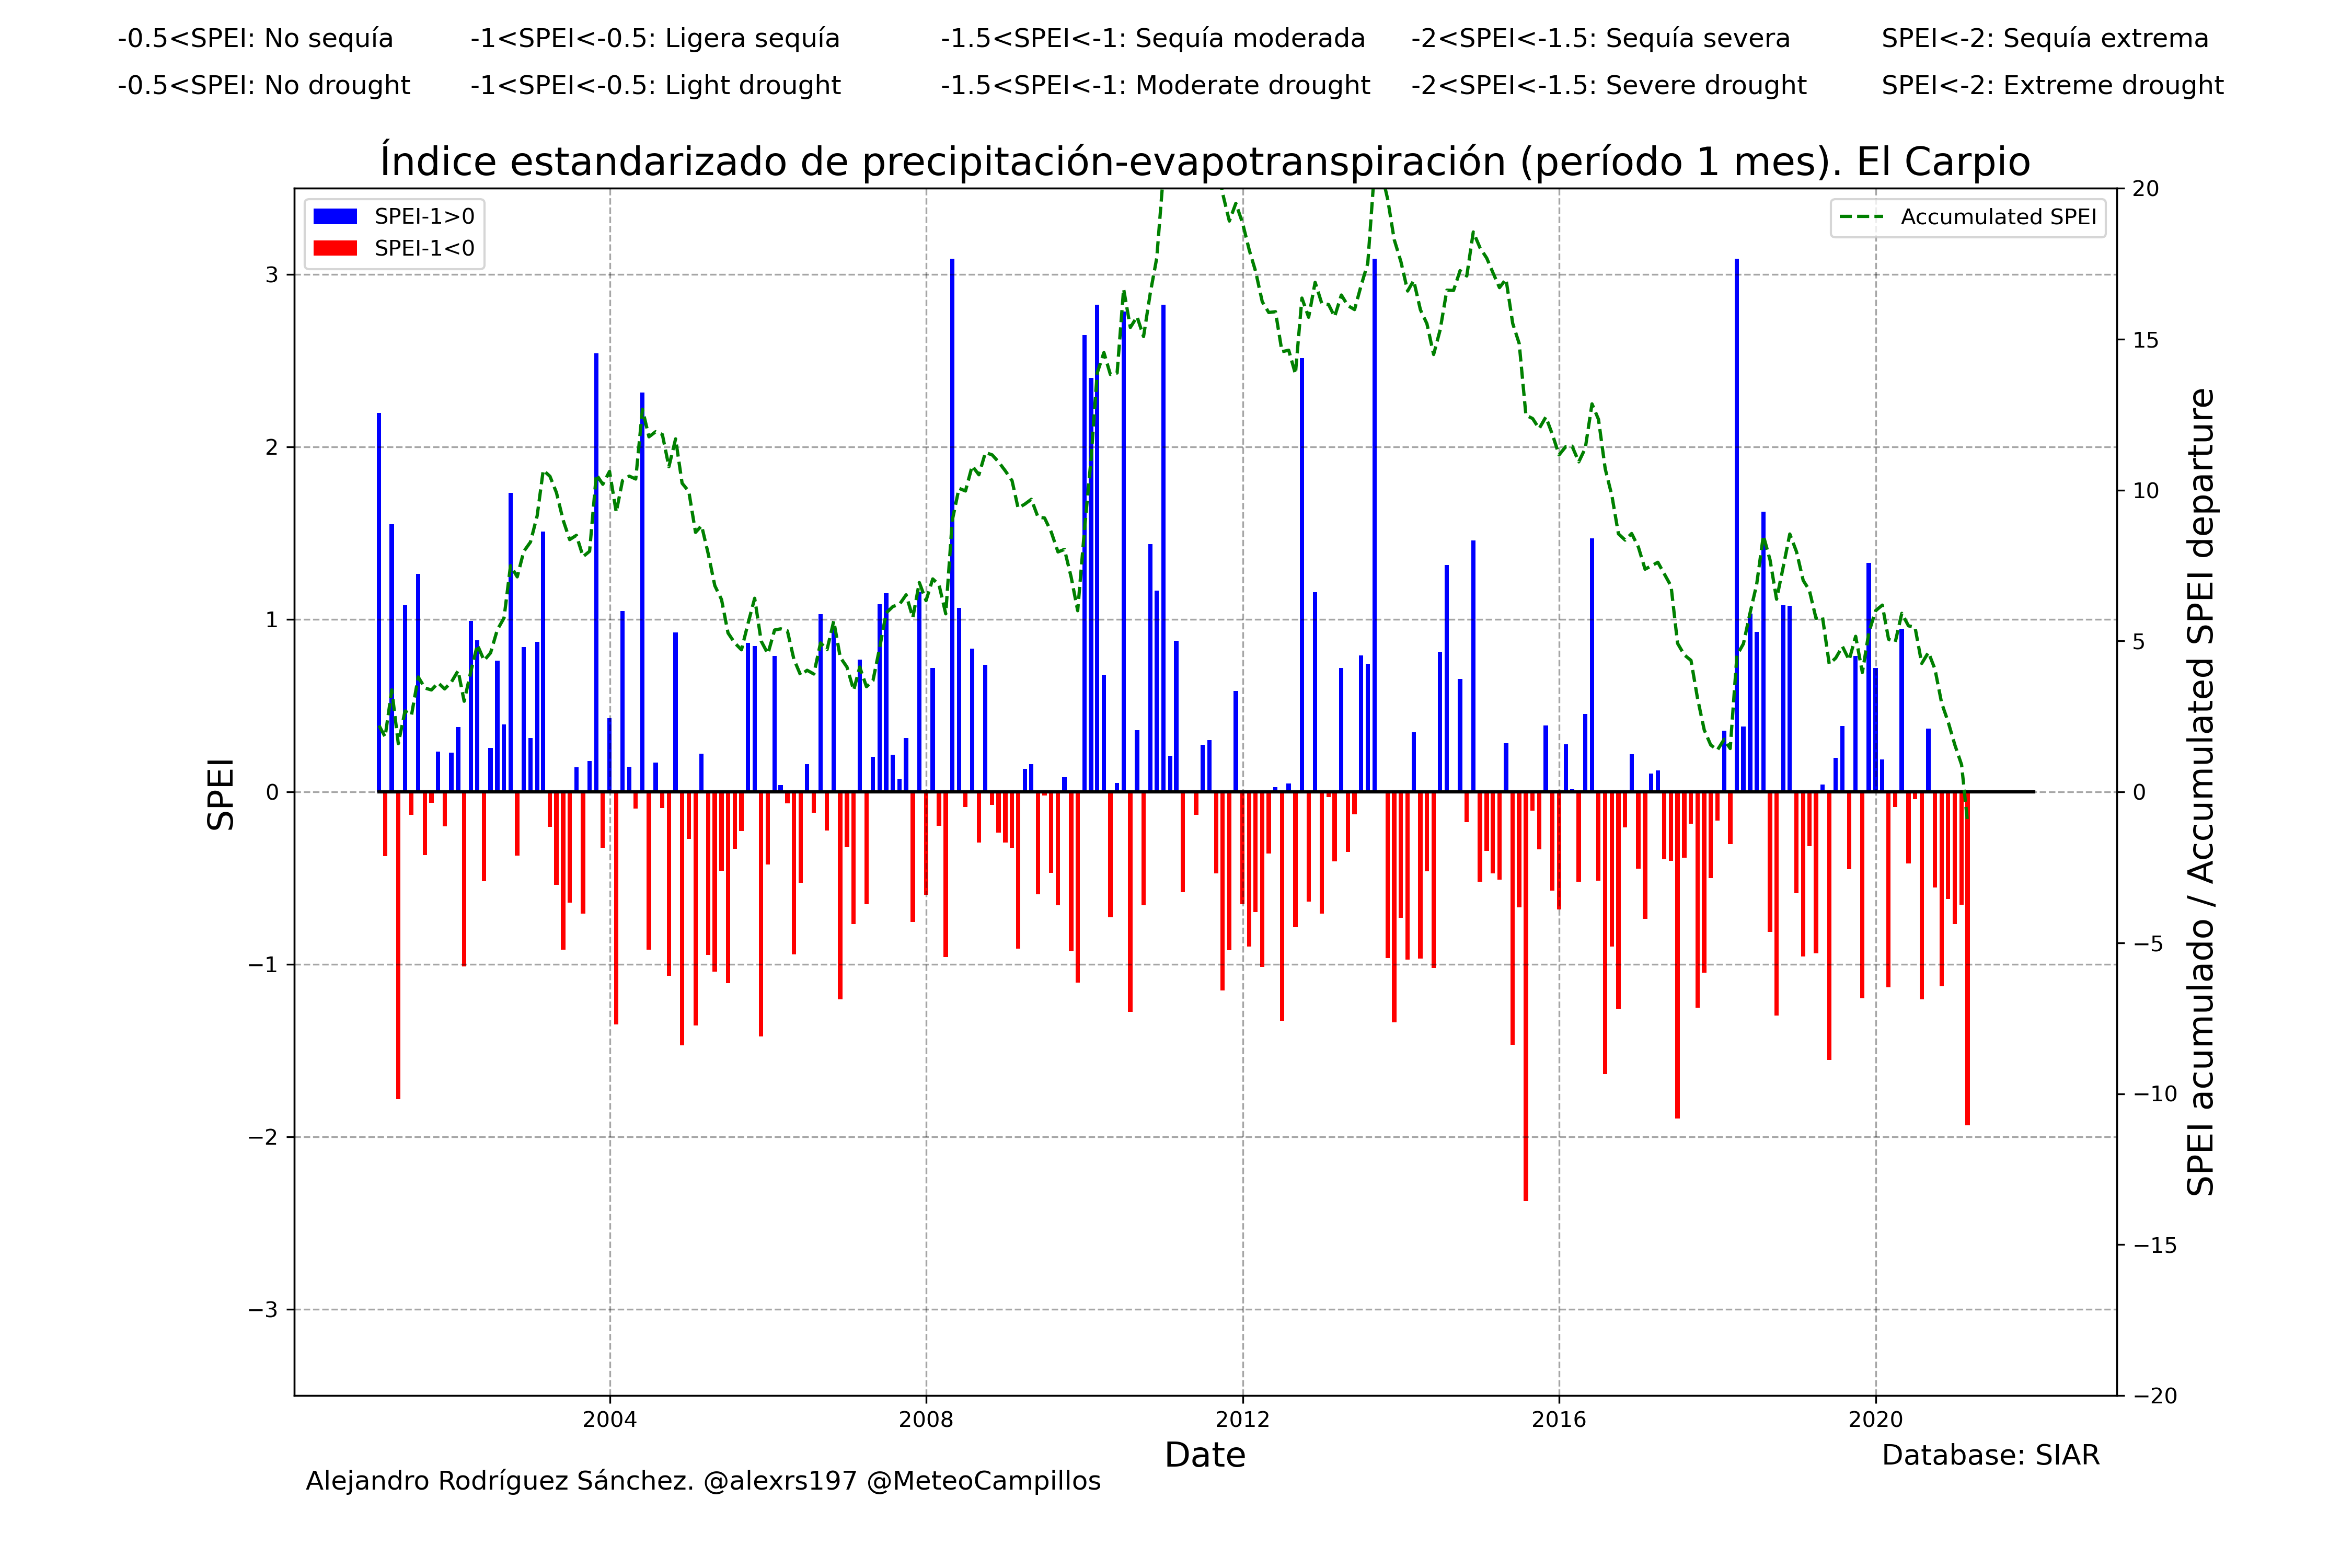 -0.5<SPEI: No sequía -1<SPEI<-0.5: Ligera sequía -1.5<SPEI<-1: Sequía moderada -2<SPEI<-1.5: Sequía severa SPEI<-2: Sequía extrema
-0.5<SPEI: No drought -1<SPEI<-0.5: Light drought -1.5<SPEI<-1: Moderate drought -2<SPEI<-1.5: Severe drought SPEI<-2: Extreme drought
Índice estandarizado de precipitación-evapotranspiración (período 1 mes). El Carpio
SPEI-1>0
SPEI-1<0
Accumulated SPEI
SPEI
3
2
1
0
−1
−2
−3
20
15
10
5
0
−5
−10
−15
−20
SPEI acumulado / Accumulated SPEI departure
2004 2008 2012 2016 2020
Date
Database: SIAR
Alejandro Rodríguez Sánchez. @alexrs197 @MeteoCampillos